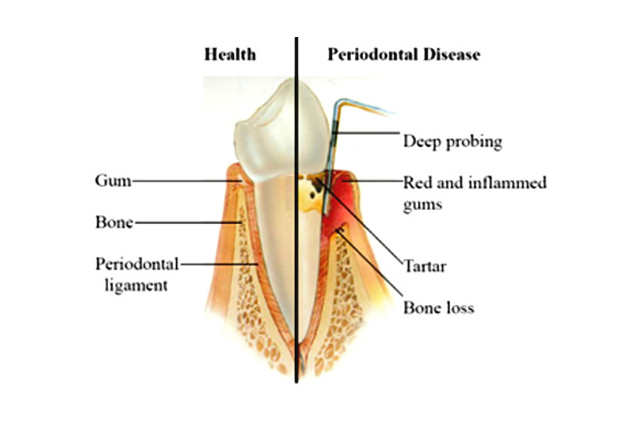 Health
Periodontal Disease
Gum
Bone
Periodontal
ligament
Deep probing
Red and inflammed
gums
Tartar
Bone loss